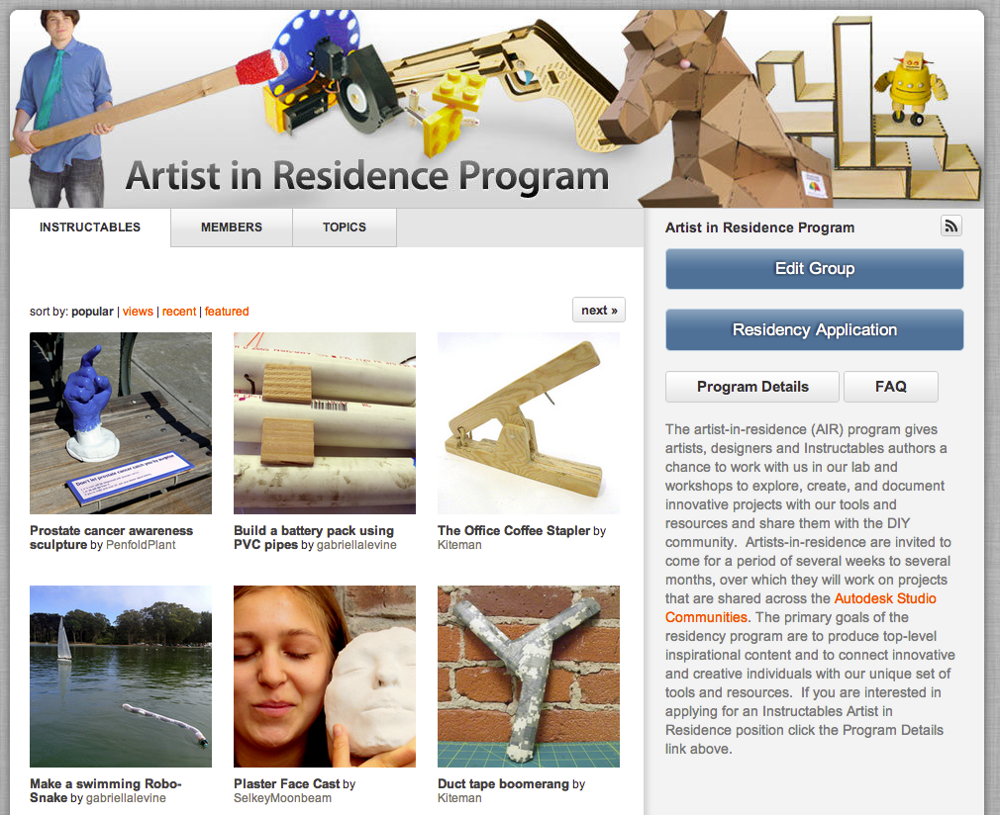 Artist in Residence Program
INSTRUCTABLES
MEMBERS
TOPICS
sort by: popular | views | recent | featured
next »
Don't let prostate cancer catch you by surprise
Prostate cancer awareness
sculpture by PenfoldPlant
Build a battery pack using
PVC pipes by gabriellalevine
The Office Coffee Stapler by
Kiteman
Make a swimming Robo-
Snake by gabriellalevine
Plaster Face Cast by
SelkeyMoonbeam
Duct tape boomerang by
Kiteman
Artist in Residence Program
Edit Group
Residency Application
Program Details
FAQ
The artist-in-residence (AIR) program gives
artists, designers and Instructables authors a
chance to work with us in our lab and
workshops to explore, create, and document
innovative projects with our tools and
resources and share them with the DIY
community.  Artists-in-residence are invited to
come for a period of several weeks to several
months, over which they will work on projects
that are shared across the Autodesk Studio
Communities. The primary goals of the
residency program are to produce top-level
inspirational content and to connect innovative
and creative individuals with our unique set of
tools and resources.  If you are interested in
applying for an Instructables Artist in
Residence position click the Program Details
link above.